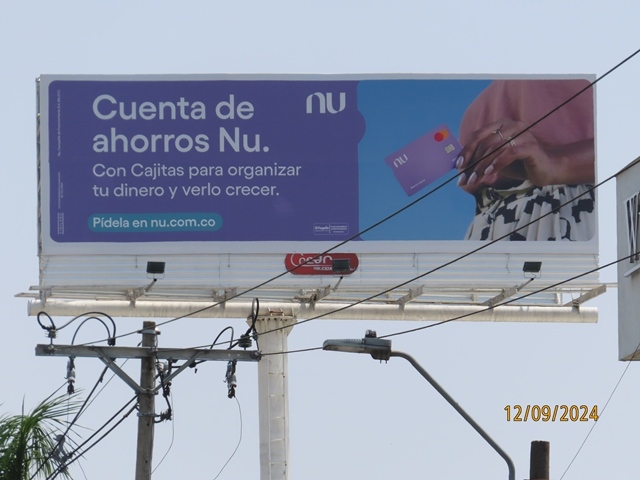 Cuenta de
ahorros Nu.
Con Cajitas para organizar
tu dinero y verlo crecer.
Pídela en nu.com.co
nu
nu
12/09/2024